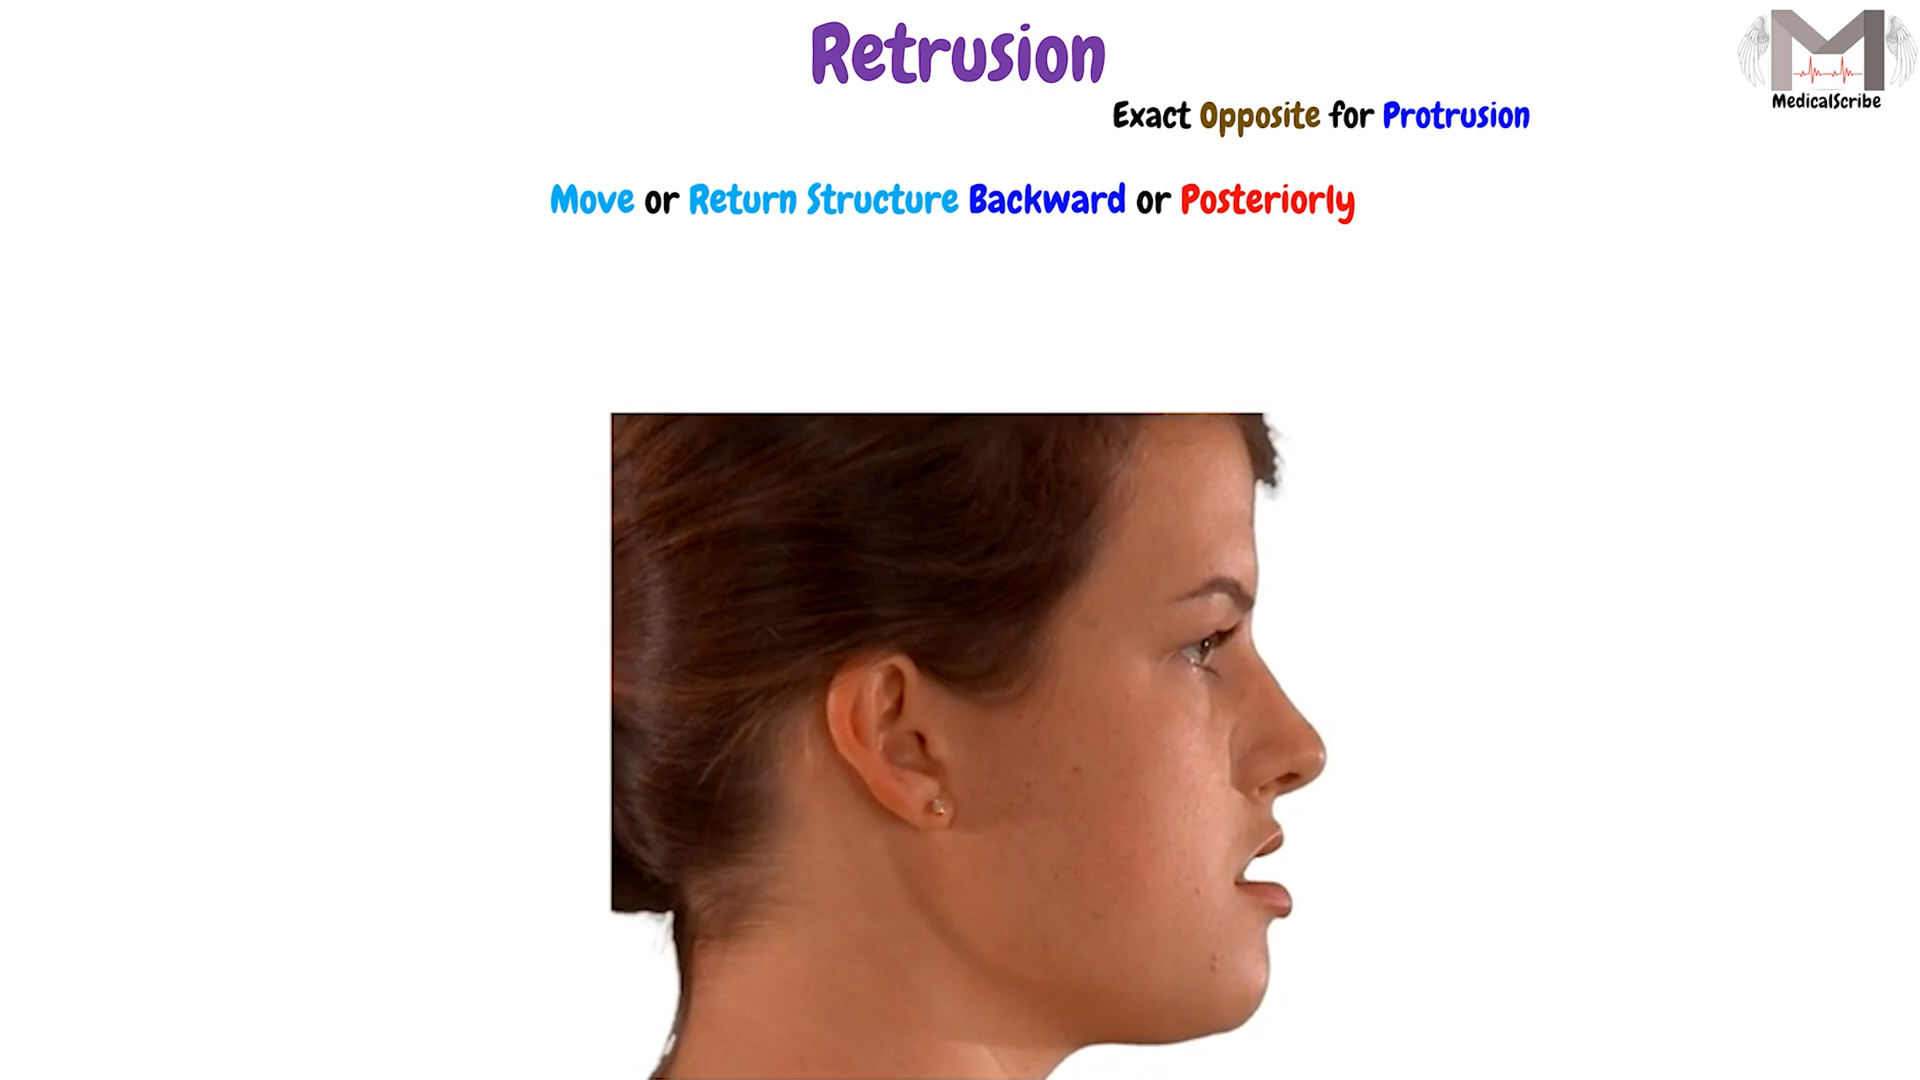 Retrusion
MedicalScribe
Exact Opposite for Protrusion
Move or Return Structure Backward or Posteriorly